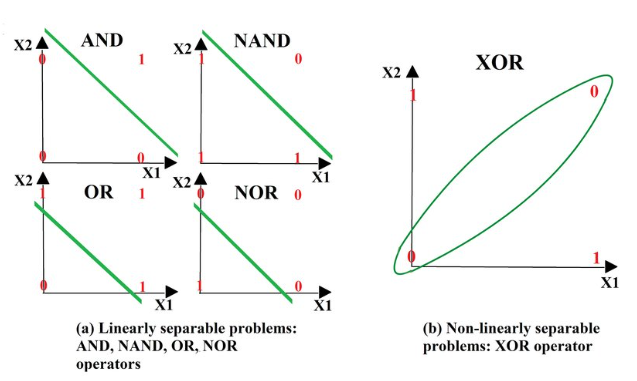 AND
X2
0
1
0
0
X1
NAND
X2
1
0
1
1
X1
OR
X2
1
1
0
1
X1
NOR
X2
0
0
1
0
X1
(a) Linearly separable problems:
AND, NAND, OR, NOR
operators
XOR
X2
1
0
0
1
X1
(b) Non-linearly separable
problems: XOR operator